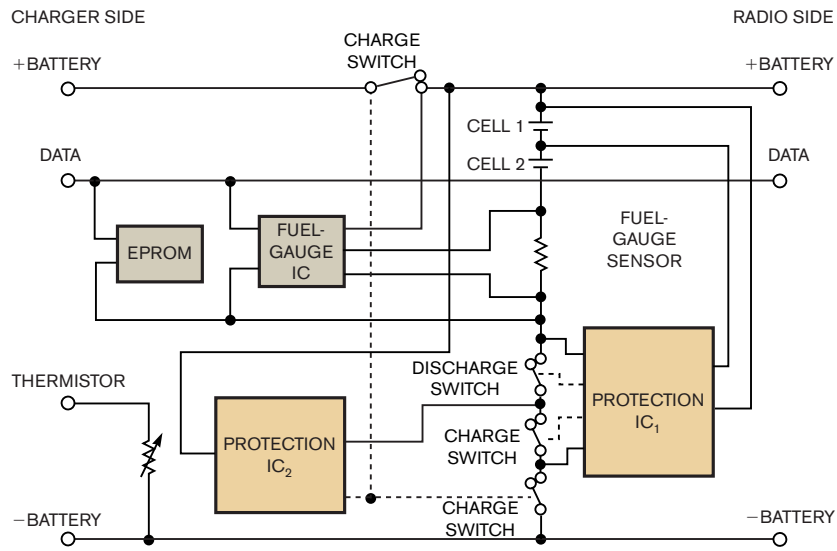 CHARGER SIDE
RADIO SIDE
CHARGE
SWITCH
+BATTERY
+BATTERY
CELL 1
DATA
CELL 2
DATA
EPROM
FUEL-
GAUGE
IC
FUEL-
GAUGE
SENSOR
THERMISTOR
DISCHARGE
SWITCH
PROTECTION
IC₁
PROTECTION
IC₂
CHARGE
SWITCH
−BATTERY
CHARGE
SWITCH
−BATTERY